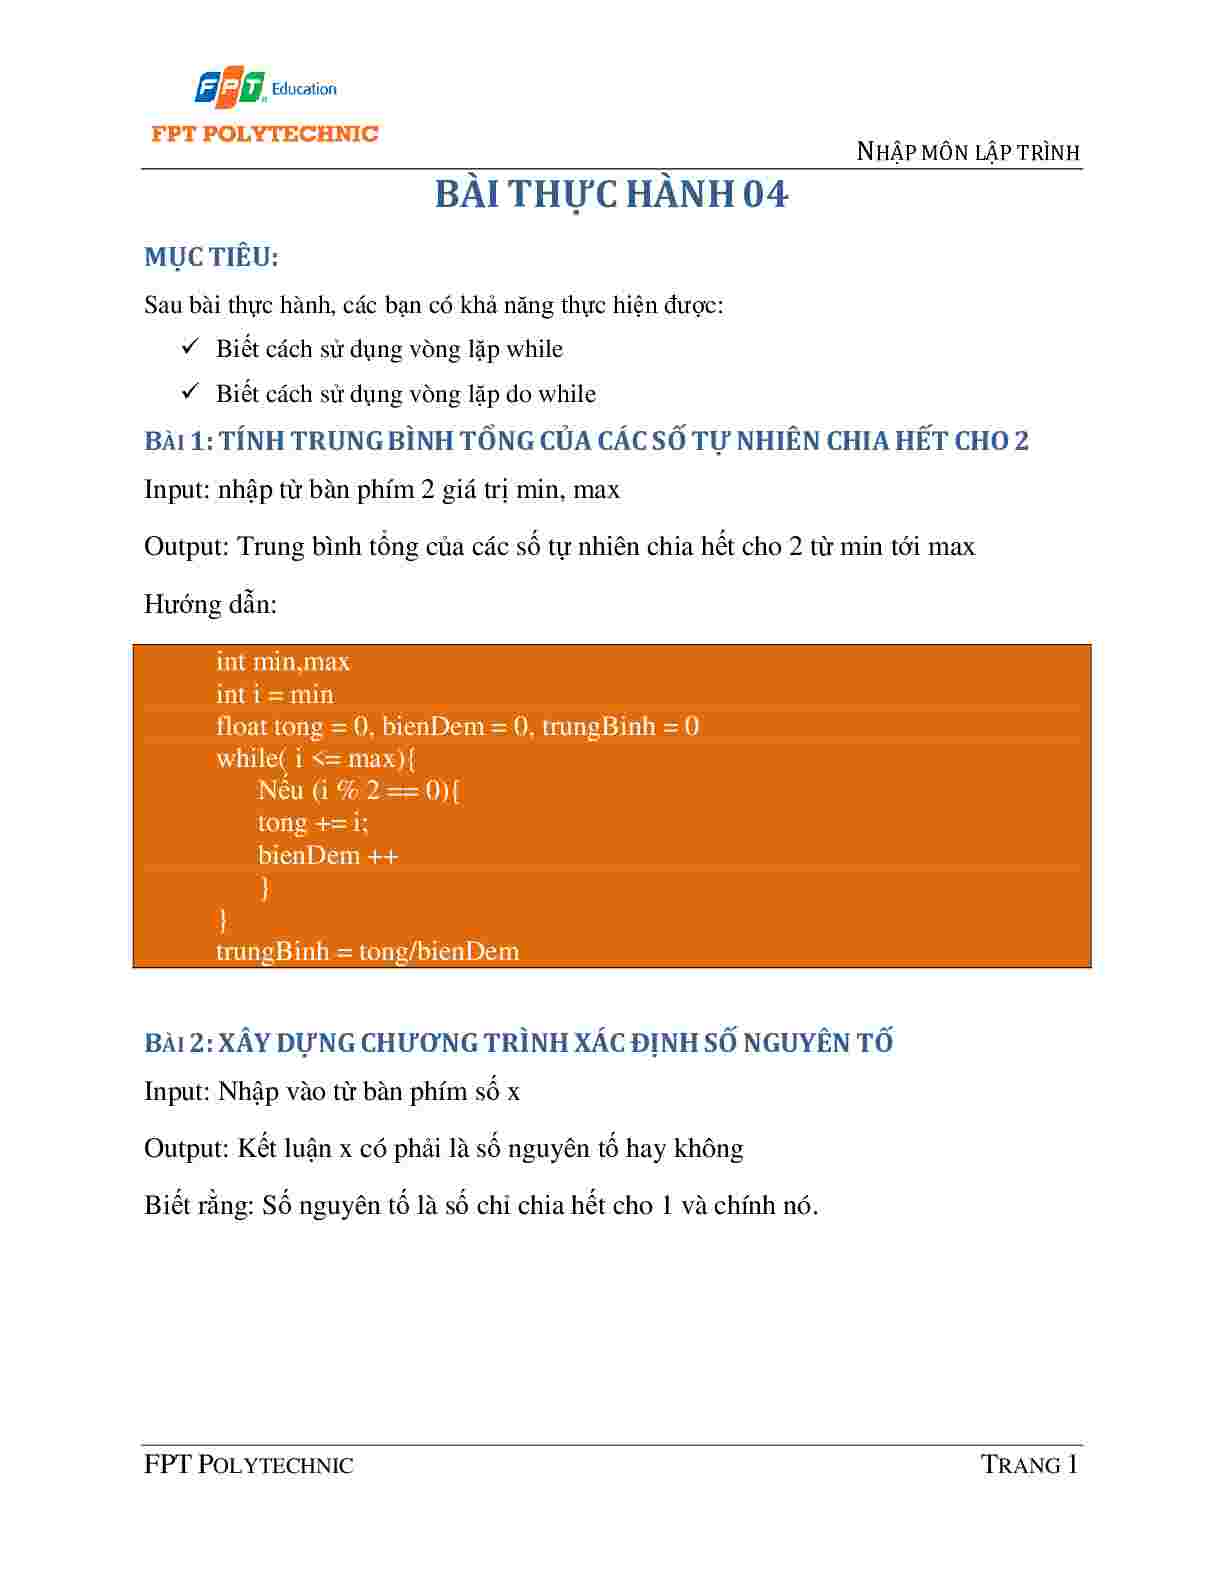 FPT Education
FPT POLYTECHNIC
NHẬP MÔN LẬP TRÌNH
BÀI THỰC HÀNH 04
MỤC TIÊU:
Sau bài thực hành, các bạn có khả năng thực hiện được:
✓ Biết cách sử dụng vòng lặp while
✓ Biết cách sử dụng vòng lặp do while
BÀI 1: TÍNH TRUNG BÌNH TỔNG CỦA CÁC SỐ TỰ NHIÊN CHIA HẾT CHO 2
Input: nhập từ bàn phím 2 giá trị min, max
Output: Trung bình tổng của các số tự nhiên chia hết cho 2 từ min tới max
Hướng dẫn:
int min,max
int i = min
float tong = 0, bienDem = 0, trungBinh = 0
while( i <= max){
Nếu (i % 2 == 0){
tong += i;
bienDem ++
}
}
trungBinh = tong/bienDem
BÀI 2: XÂY DỰNG CHƯƠNG TRÌNH XÁC ĐỊNH SỐ NGUYÊN TỐ
Input: Nhập vào từ bàn phím số x
Output: Kết luận x có phải là số nguyên tố hay không
Biết rằng: Số nguyên tố là số chỉ chia hết cho 1 và chính nó.
FPT POLYTECHNIC TRANG 1